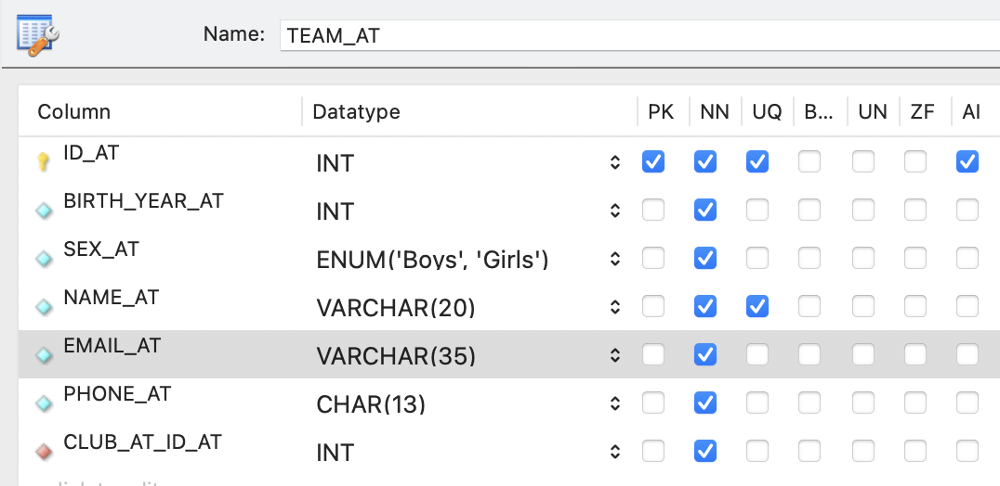 Name: TEAM_AT
Column Datatype PK NN UQ B... UN ZF AI
ID_AT INT
BIRTH_YEAR_AT INT
SEX_AT ENUM('Boys', 'Girls')
NAME_AT VARCHAR(20)
EMAIL_AT VARCHAR(35)
PHONE_AT CHAR(13)
CLUB_AT_ID_AT INT